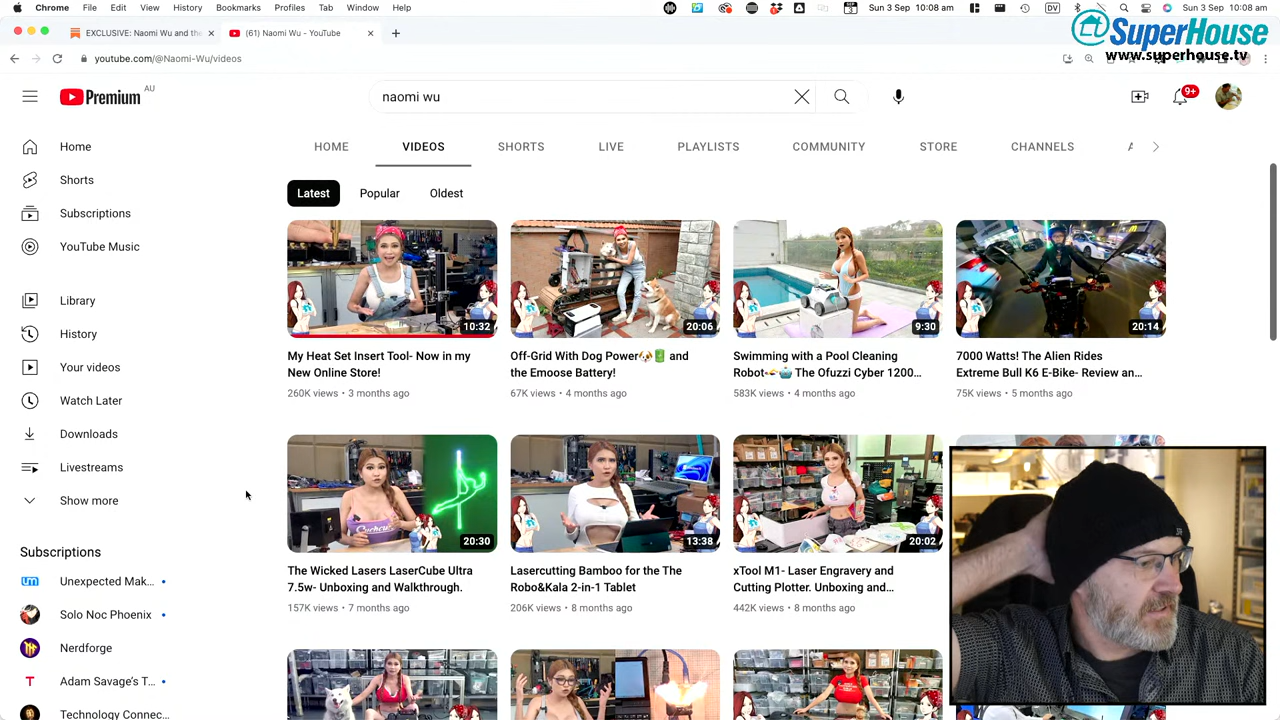 Chrome File Edit View History Bookmarks Profiles Tab Window Help
Sun 3 Sep 10:08 am
Sun 3 Sep 10:08 am
SuperHouse
www.superhouse.tv
EXCLUSIVE: Naomi Wu and the
(61) Naomi Wu - YouTube
youtube.com/@Naomi-Wu/videos
Premium AU
naomi wu
9+
HOME VIDEOS SHORTS LIVE PLAYLISTS COMMUNITY STORE CHANNELS
Latest Popular Oldest
Home
Shorts
Subscriptions
YouTube Music
Library
History
Your videos
Watch Later
Downloads
Livestreams
Show more
Subscriptions
Unexpected Mak...
Solo Noc Phoenix
Nerdforge
Adam Savage's T...
Technology Connec...
10:32
My Heat Set Insert Tool- Now in my
New Online Store!
260K views • 3 months ago
20:06
Off-Grid With Dog Power🐶🔋 and
the Emoose Battery!
67K views • 4 months ago
9:30
Swimming with a Pool Cleaning
Robot The Ofuzzi Cyber 1200...
583K views • 4 months ago
20:14
7000 Watts! The Alien Rides
Extreme Bull K6 E-Bike- Review an...
75K views • 5 months ago
20:30
The Wicked Lasers LaserCube Ultra
7.5w- Unboxing and Walkthrough.
157K views • 7 months ago
13:38
Lasercutting Bamboo for the The
Robo&Kala 2-in-1 Tablet
206K views • 8 months ago
20:02
xTool M1- Laser Engravery and
Cutting Plotter. Unboxing and...
442K views • 8 months ago